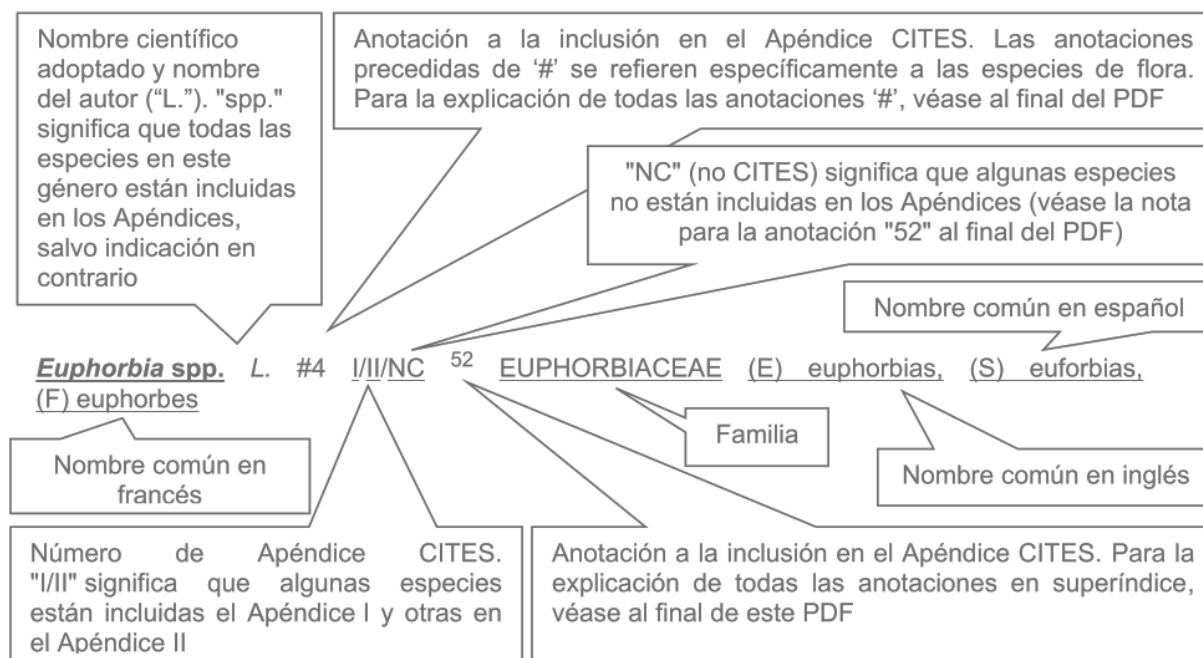 Nombre científico
adoptado y nombre
del autor (“L.”). "spp."
significa que todas las
especies en este
género están incluidas
en los Apéndices,
salvo indicación en
contrario
Anotación a la inclusión en el Apéndice CITES. Las anotaciones
precedidas de ‘#’ se refieren específicamente a las especies de flora.
Para la explicación de todas las anotaciones ‘#’, véase al final del PDF
"NC" (no CITES) significa que algunas especies
no están incluidas en los Apéndices (véase la nota
para la anotación "52" al final del PDF)
Nombre común en español
Euphorbia spp. L. #4 I/II/NC 52 EUPHORBIACEAE (E) euphorbias, (S) euforbias,
(F) euphorbes
Nombre común en
francés
Familia
Nombre común en inglés
Número de Apéndice CITES.
"I/II" significa que algunas especies
están incluidas el Apéndice I y otras en
el Apéndice II
Anotación a la inclusión en el Apéndice CITES. Para la
explicación de todas las anotaciones en superíndice,
véase al final de este PDF